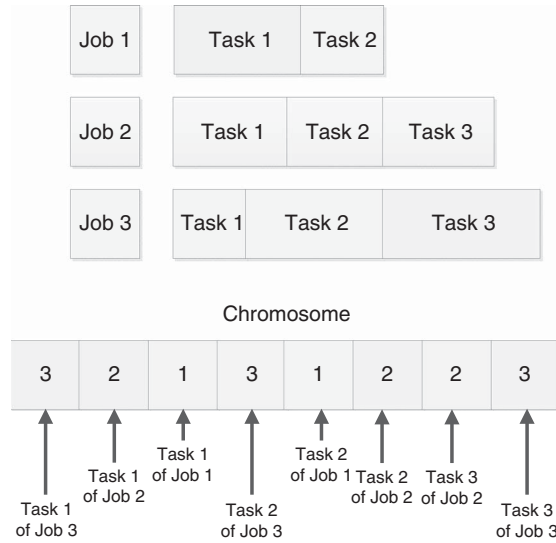 Job 1 Task 1 Task 2
Job 2 Task 1 Task 2 Task 3
Job 3 Task 1 Task 2 Task 3
Chromosome
3 2 1 3 1 2 2 3
Task 1
of Job 3
Task 1
of Job 2
Task 1
of Job 1
Task 2
of Job 3
Task 2
of Job 1
Task 2
of Job 2
Task 3
of Job 2
Task 3
of Job 3